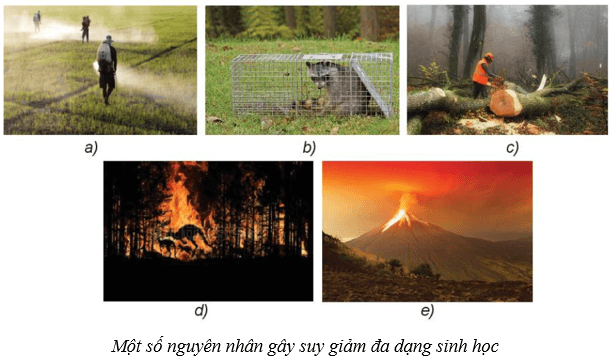 a)
b)
c)
d)
e)
Một số nguyên nhân gây suy giảm đa dạng sinh học